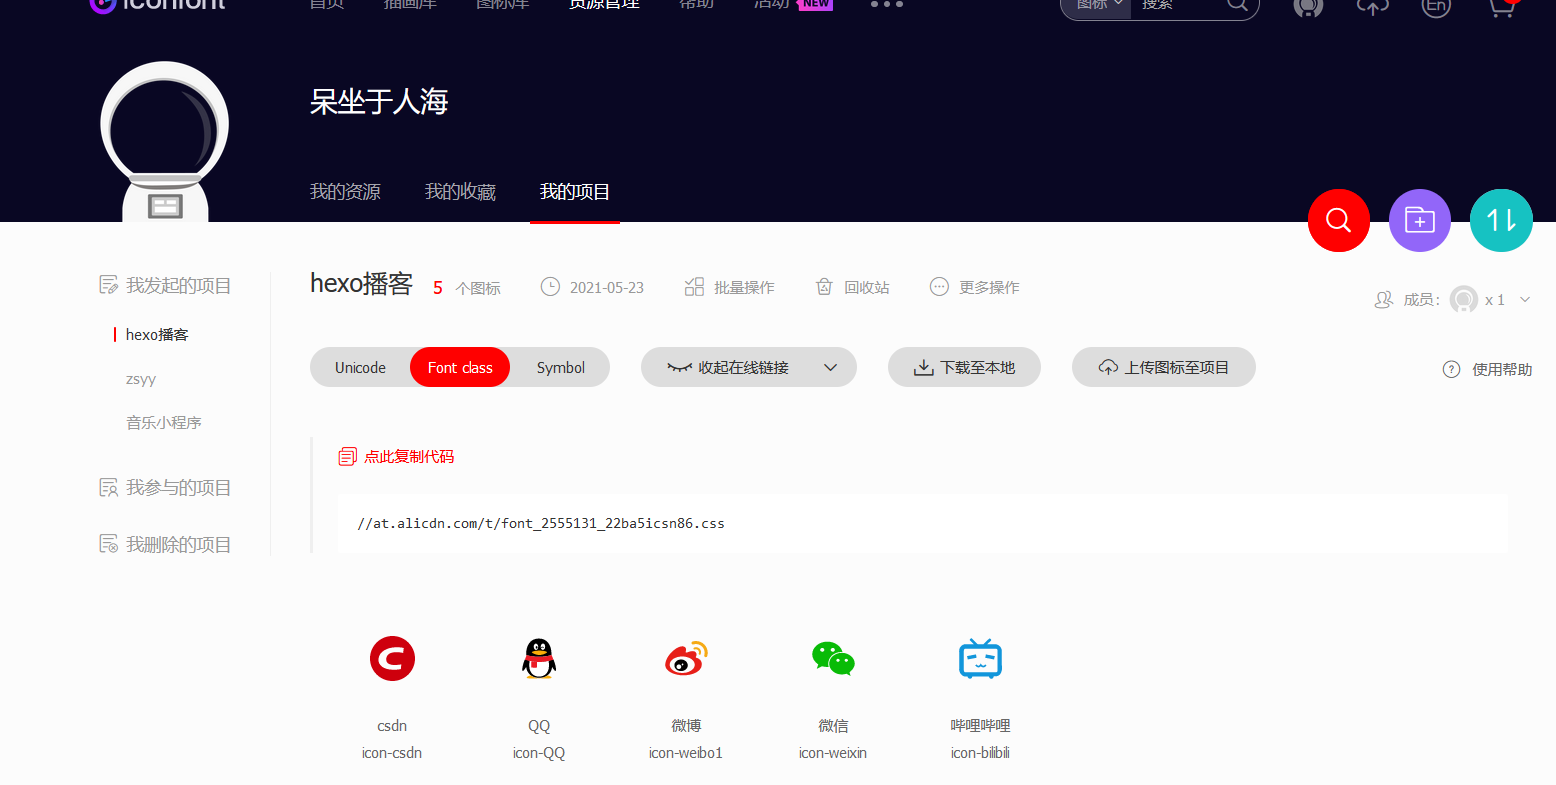 iconfont 首页 插画库 图标库 资源管理 帮助 活动 NEW 图标 搜索 En
呆坐于人海
我的资源 我的收藏 我的项目
我发起的项目
hexo播客
zsyy
音乐小程序
我参与的项目
我删除的项目
hexo播客 5 个图标 2021-05-23 批量操作 回收站 更多操作
成员: x 1
Unicode Font class Symbol 收起在线链接 下载至本地 上传图标至项目 使用帮助
点此复制代码
//at.alicdn.com/t/font_2555131_22ba5icsn86.css
csdn QQ 微博 微信 哔哩哔哩
icon-csdn icon-QQ icon-weibo1 icon-weixin icon-bilibili